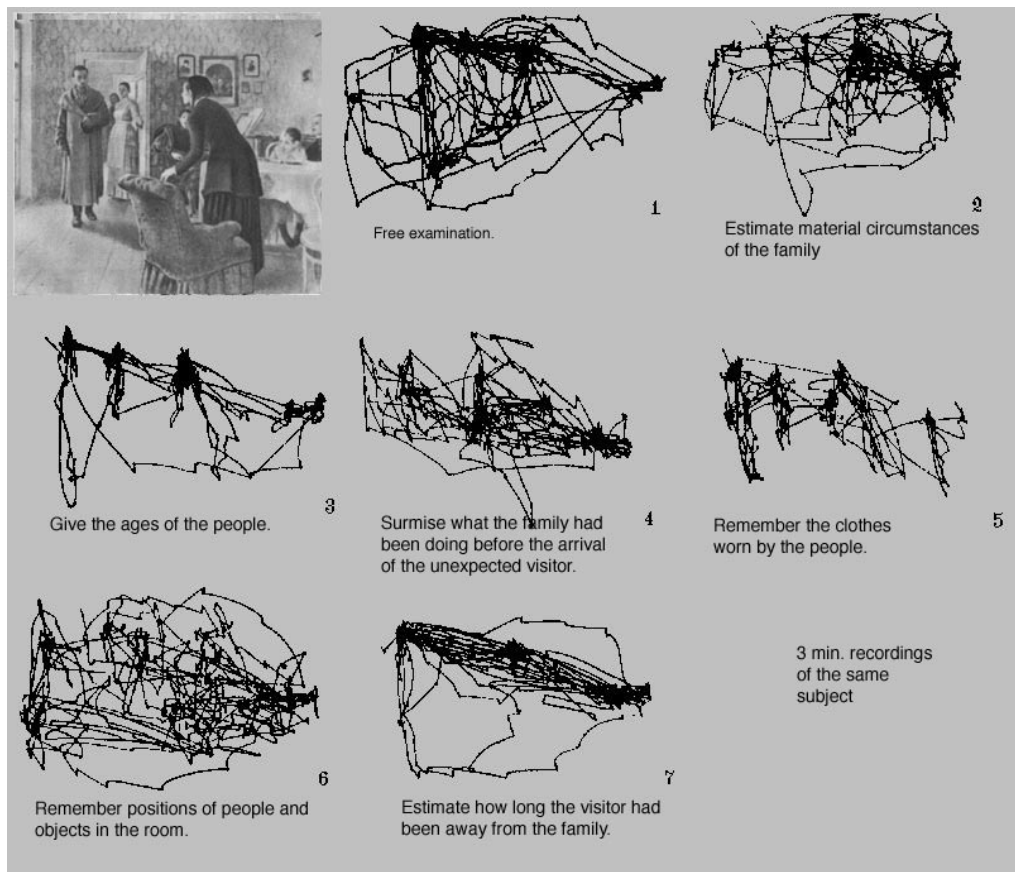 1
Free examination.
2
Estimate material circumstances
of the family
3
Give the ages of the people.
4
Surmise what the family had
been doing before the arrival
of the unexpected visitor.
5
Remember the clothes
worn by the people.
6
Remember positions of people and
objects in the room.
7
Estimate how long the visitor had
been away from the family.
3 min. recordings
of the same
subject